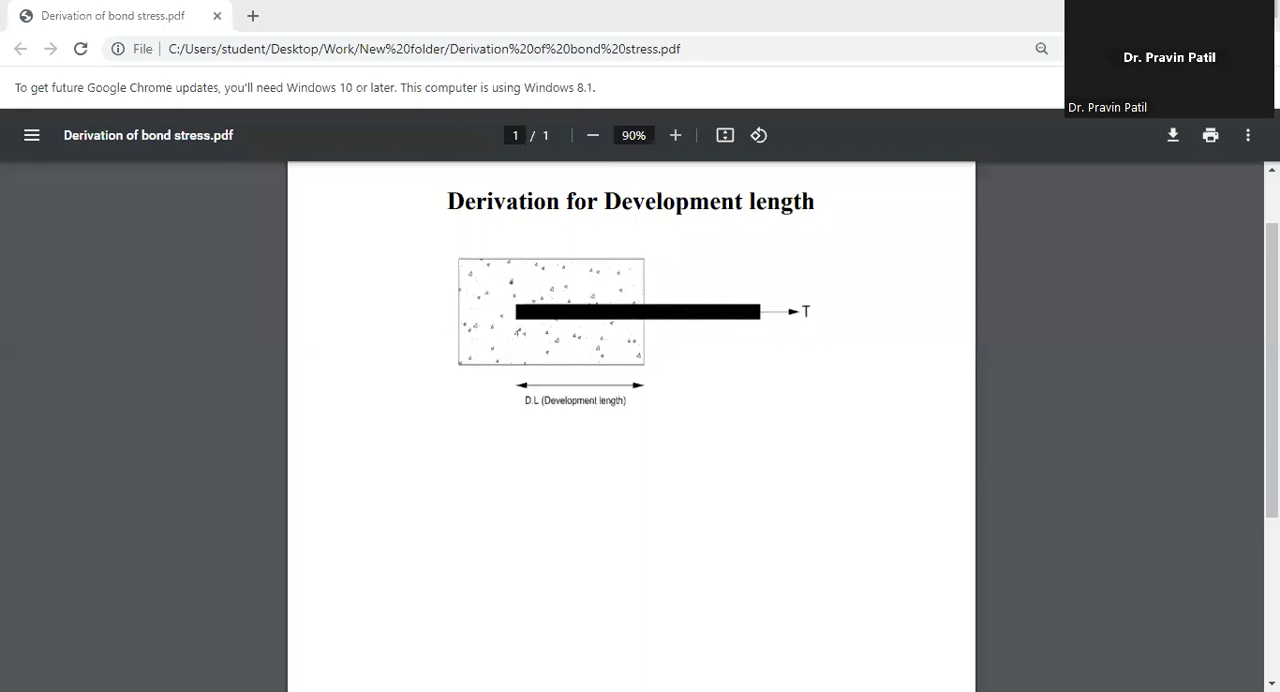 Derivation of bond stress.pdf
File
C:/Users/student/Desktop/Work/New%20folder/Derivation%20of%20bond%20stress.pdf
Dr. Pravin Patil
Dr. Pravin Patil
To get future Google Chrome updates, you'll need Windows 10 or later. This computer is using Windows 8.1.
Derivation of bond stress.pdf
1 / 1
90%
Derivation for Development length
T
D.L (Development length)